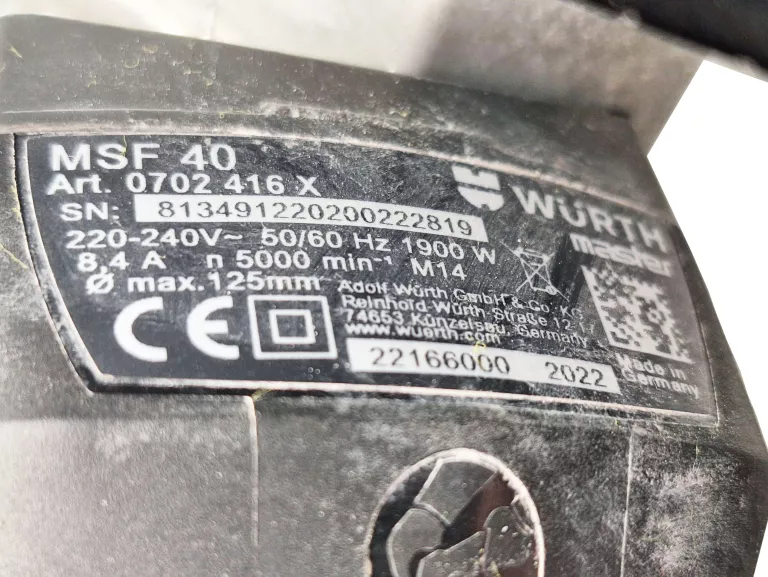 MSF 40
Art. 0702 416 X
SN: 813491220200222819
220-240V~ 50/60 Hz 1900 W
8,4 A n 5000 min⁻¹ M14
Ø max.125mm
WÜRTH
master
Adolf Würth GmbH & Co. KG
Reinhold-Würth-Straße 12-17
74653 Künzelsau, Germany
www.wuerth.com
CE
22166000 2022
Made in
Germany